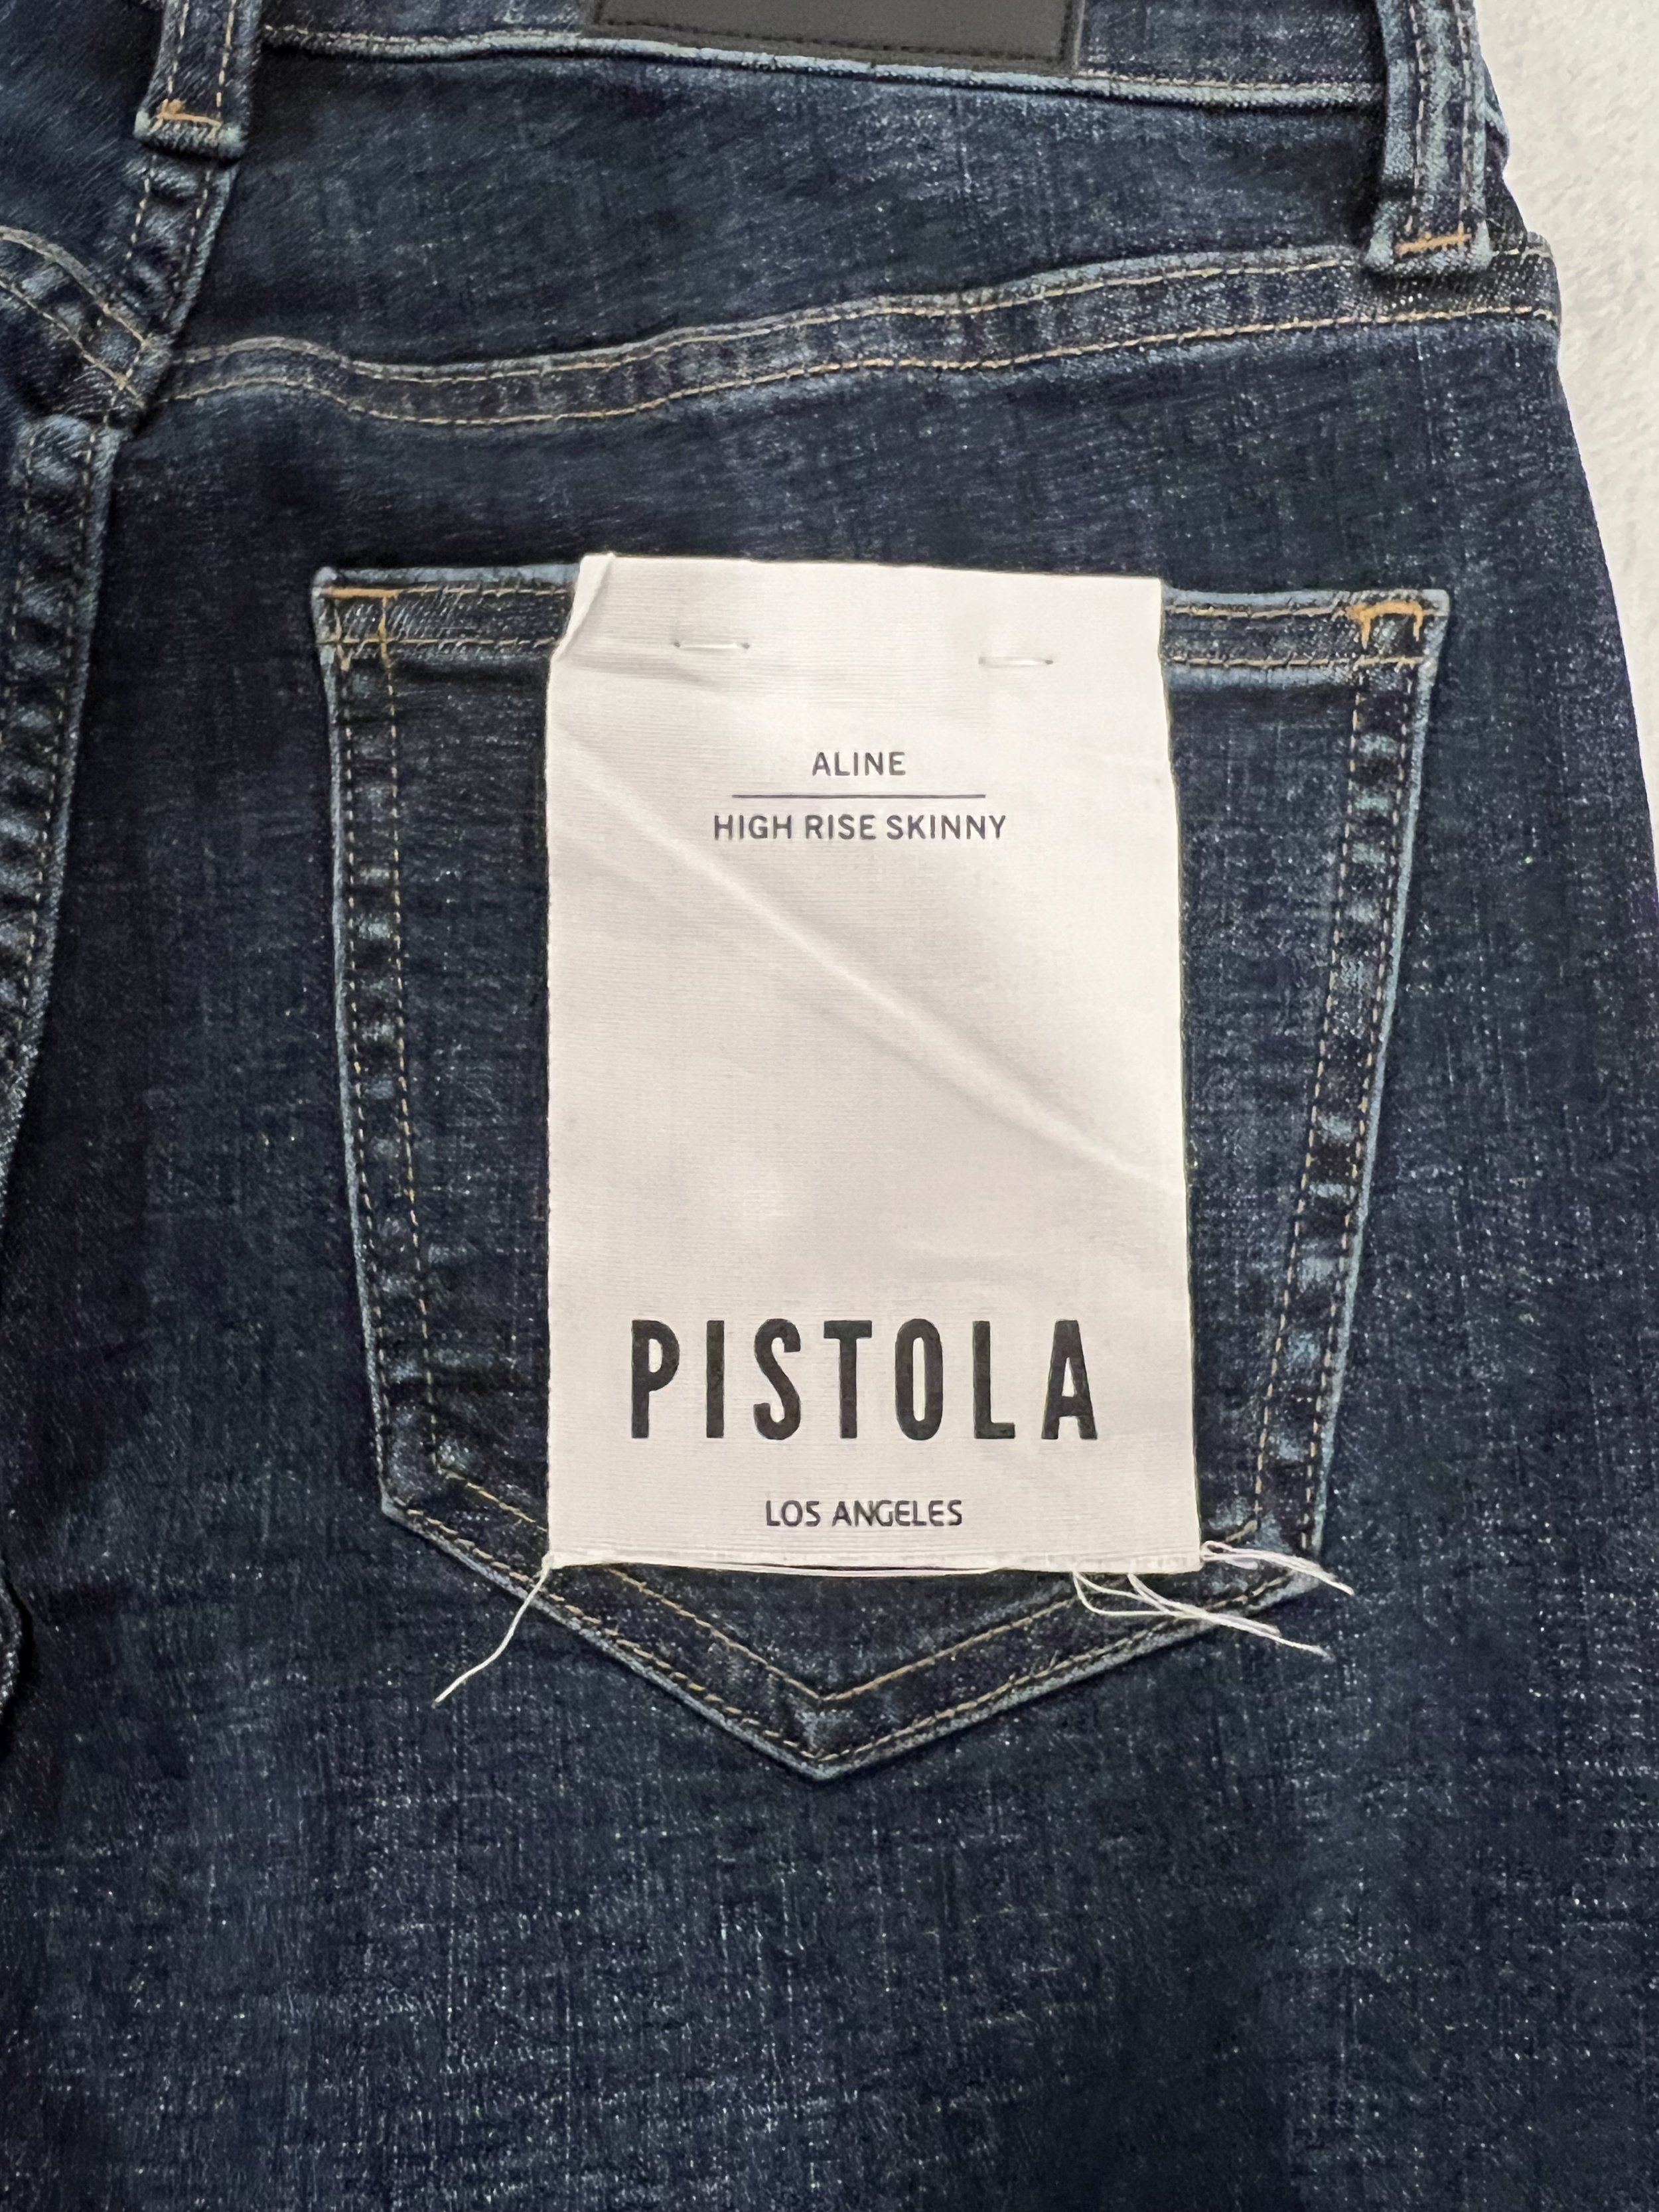 ALINE
HIGH RISE SKINNY
PISTOLA
LOS ANGELES